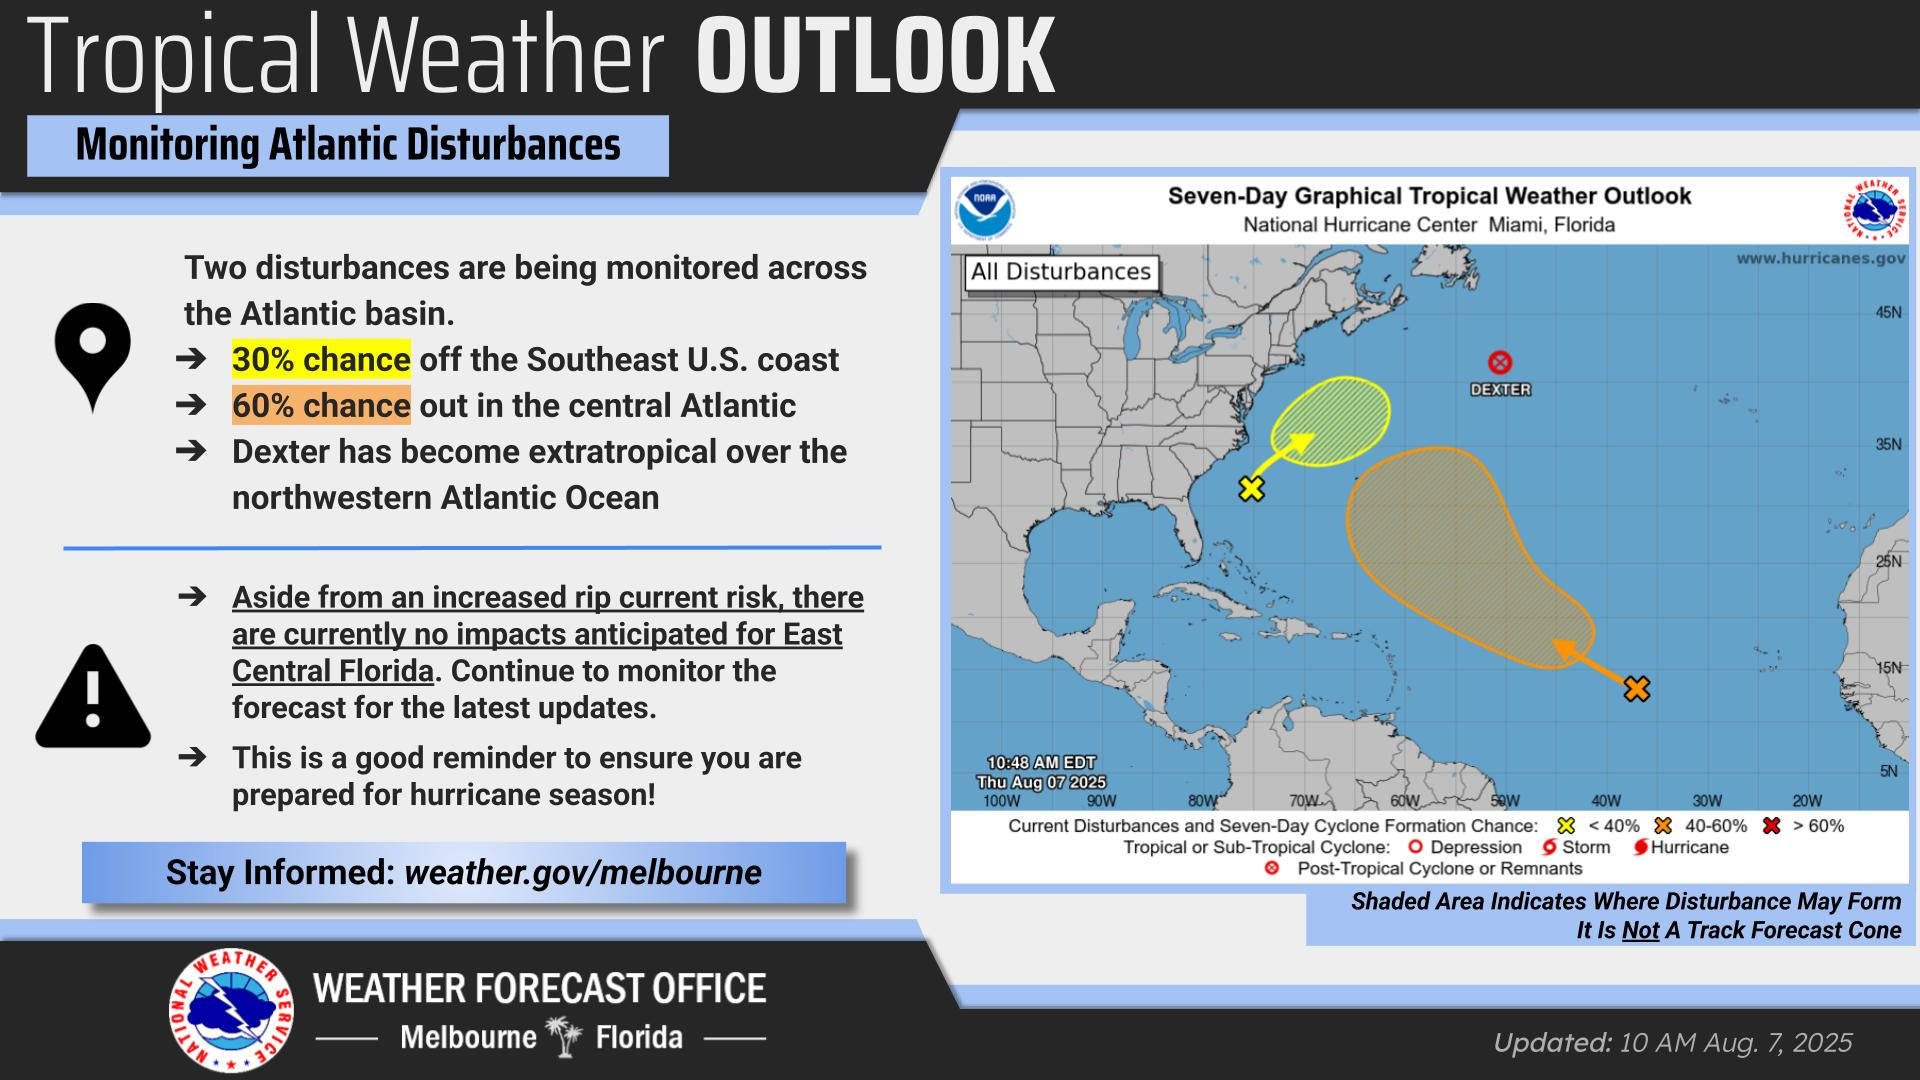 Tropical Weather OUTLOOK
Monitoring Atlantic Disturbances
Two disturbances are being monitored across
the Atlantic basin.
➔ 30% chance off the Southeast U.S. coast
➔ 60% chance out in the central Atlantic
➔ Dexter has become extratropical over the
northwestern Atlantic Ocean
➔ Aside from an increased rip current risk, there
are currently no impacts anticipated for East
Central Florida. Continue to monitor the
forecast for the latest updates.
➔ This is a good reminder to ensure you are
prepared for hurricane season!
Stay Informed: weather.gov/melbourne
NOAA
Seven-Day Graphical Tropical Weather Outlook
National Hurricane Center Miami, Florida
NATIONAL WEATHER SERVICE
All Disturbances
www.hurricanes.gov
45N
DEXTER
35N
25N
15N
5N
10:48 AM EDT
Thu Aug 07 2025
100W 90W 80W 70W 60W 50W 40W 30W 20W
Current Disturbances and Seven-Day Cyclone Formation Chance: < 40% 40-60% > 60%
Tropical or Sub-Tropical Cyclone: Depression Storm Hurricane
Post-Tropical Cyclone or Remnants
Shaded Area Indicates Where Disturbance May Form
It Is Not A Track Forecast Cone
NATIONAL WEATHER SERVICE
WEATHER FORECAST OFFICE
Melbourne Florida
Updated: 10 AM Aug. 7, 2025